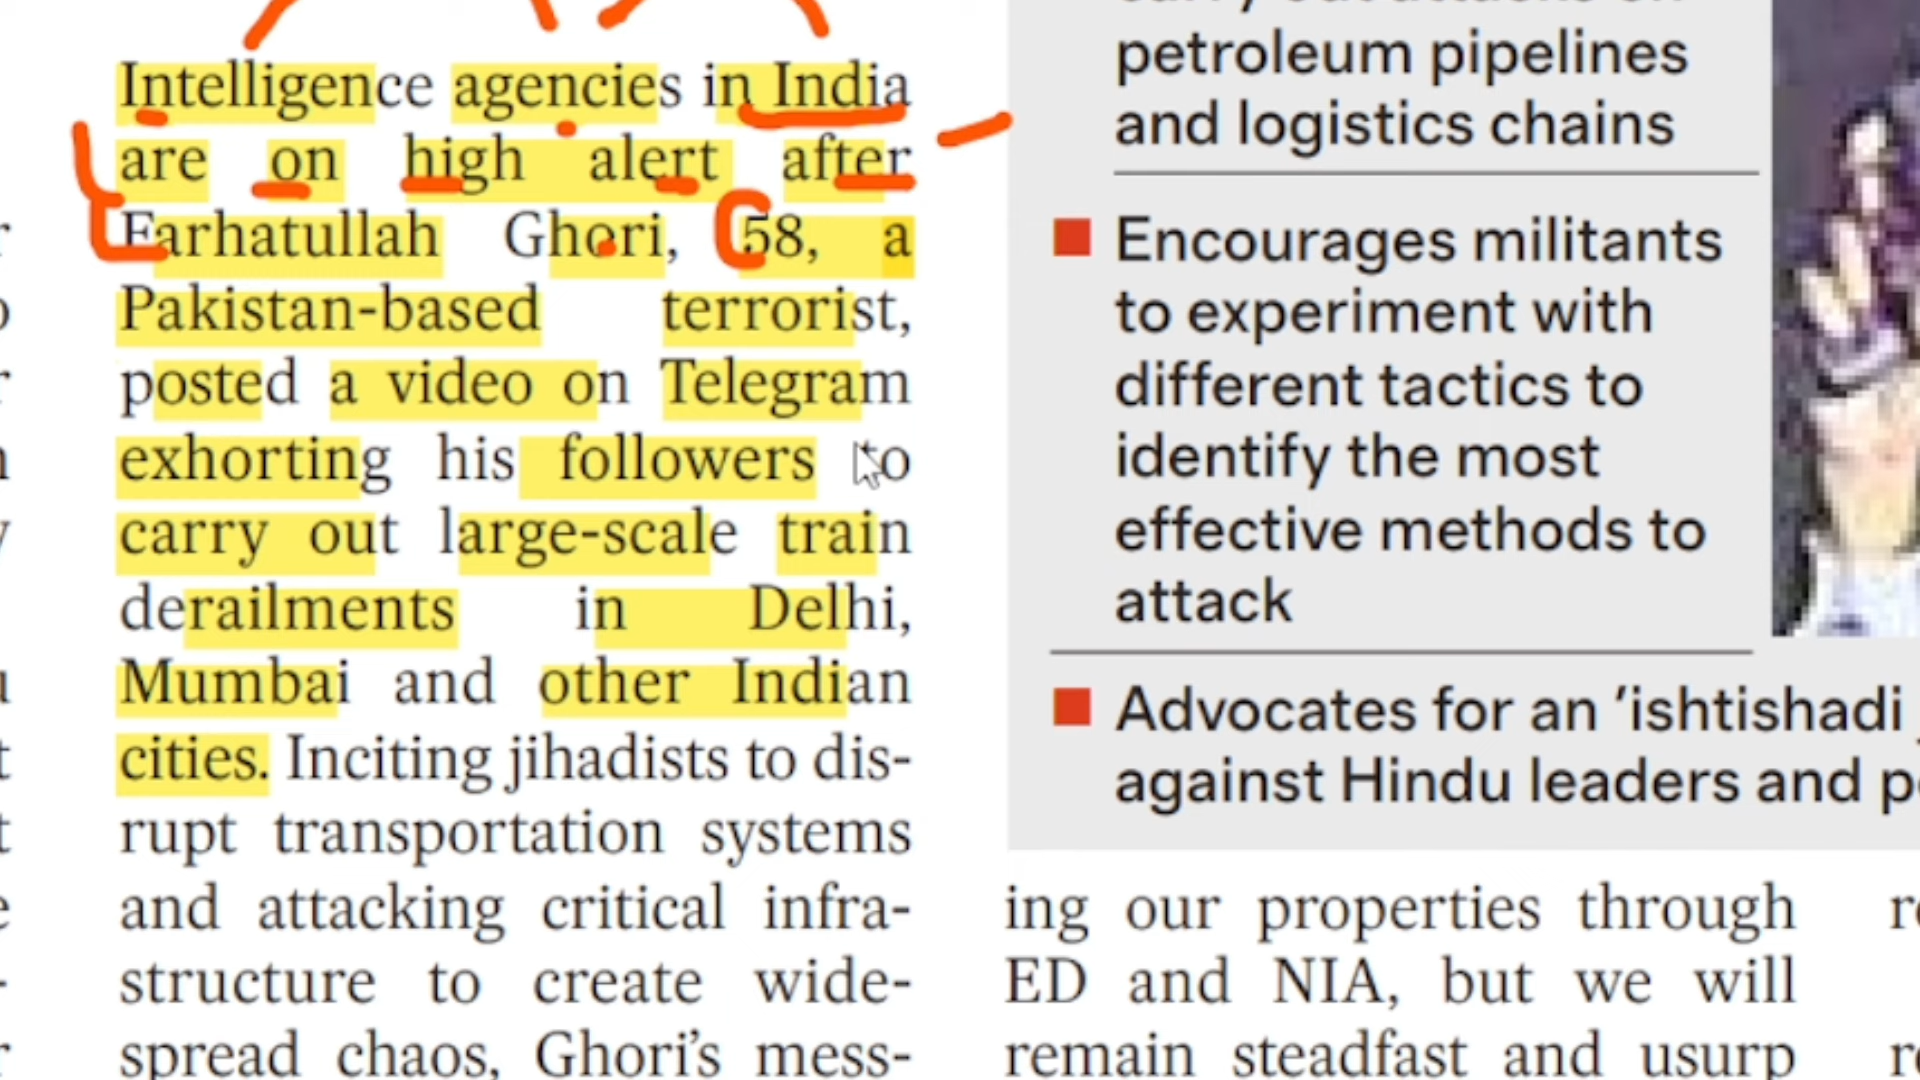 Intelligence agencies in India
are on high alert after
Farhatullah Ghori, 58, a
Pakistan-based terrorist,
posted a video on Telegram
exhorting his followers to
carry out large-scale train
derailments in Delhi,
Mumbai and other Indian
cities. Inciting jihadists to dis-
rupt transportation systems
and attacking critical infra-
structure to create wide-
spread chaos, Ghori's mess-
petroleum pipelines
and logistics chains
Encourages militants
to experiment with
different tactics to
identify the most
effective methods to
attack
Advocates for an 'ishtishadi
against Hindu leaders and
ing our properties through
ED and NIA, but we will
remain steadfast and usurp